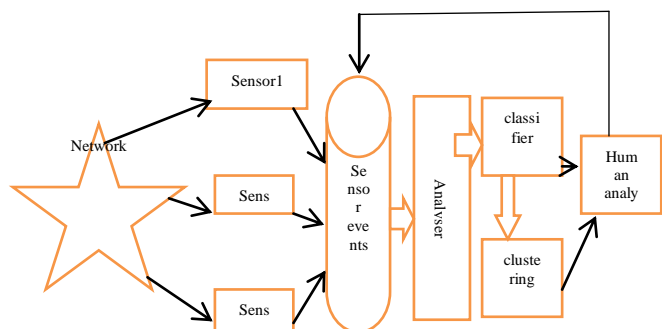 Network
Sensor1
Sens
Sens
Se
nso
r eve
nts
Analyser
classi
fier
cluste
ring
Hum
an
analy